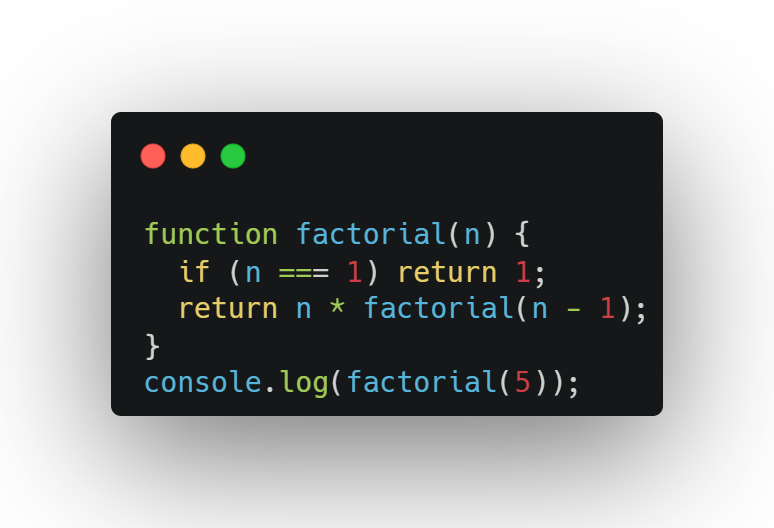 function factorial(n) {
  if (n === 1) return 1;
  return n * factorial(n - 1);
}
console.log(factorial(5));